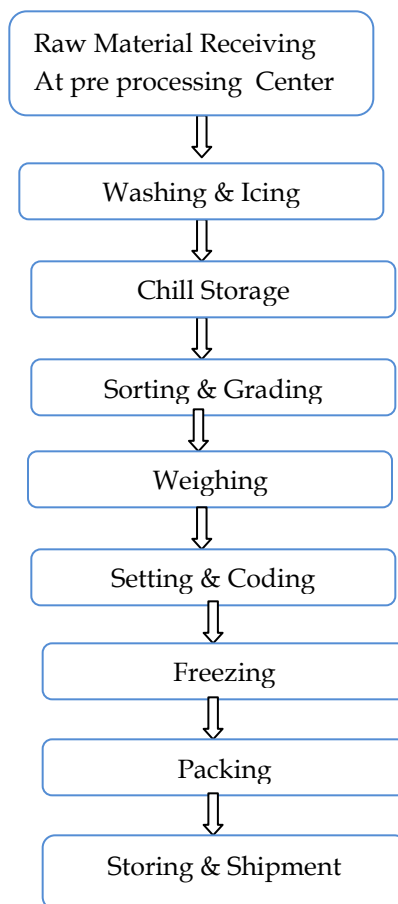 Raw Material Receiving
At pre processing Center
Washing & Icing
Chill Storage
Sorting & Grading
Weighing
Setting & Coding
Freezing
Packing
Storing & Shipment